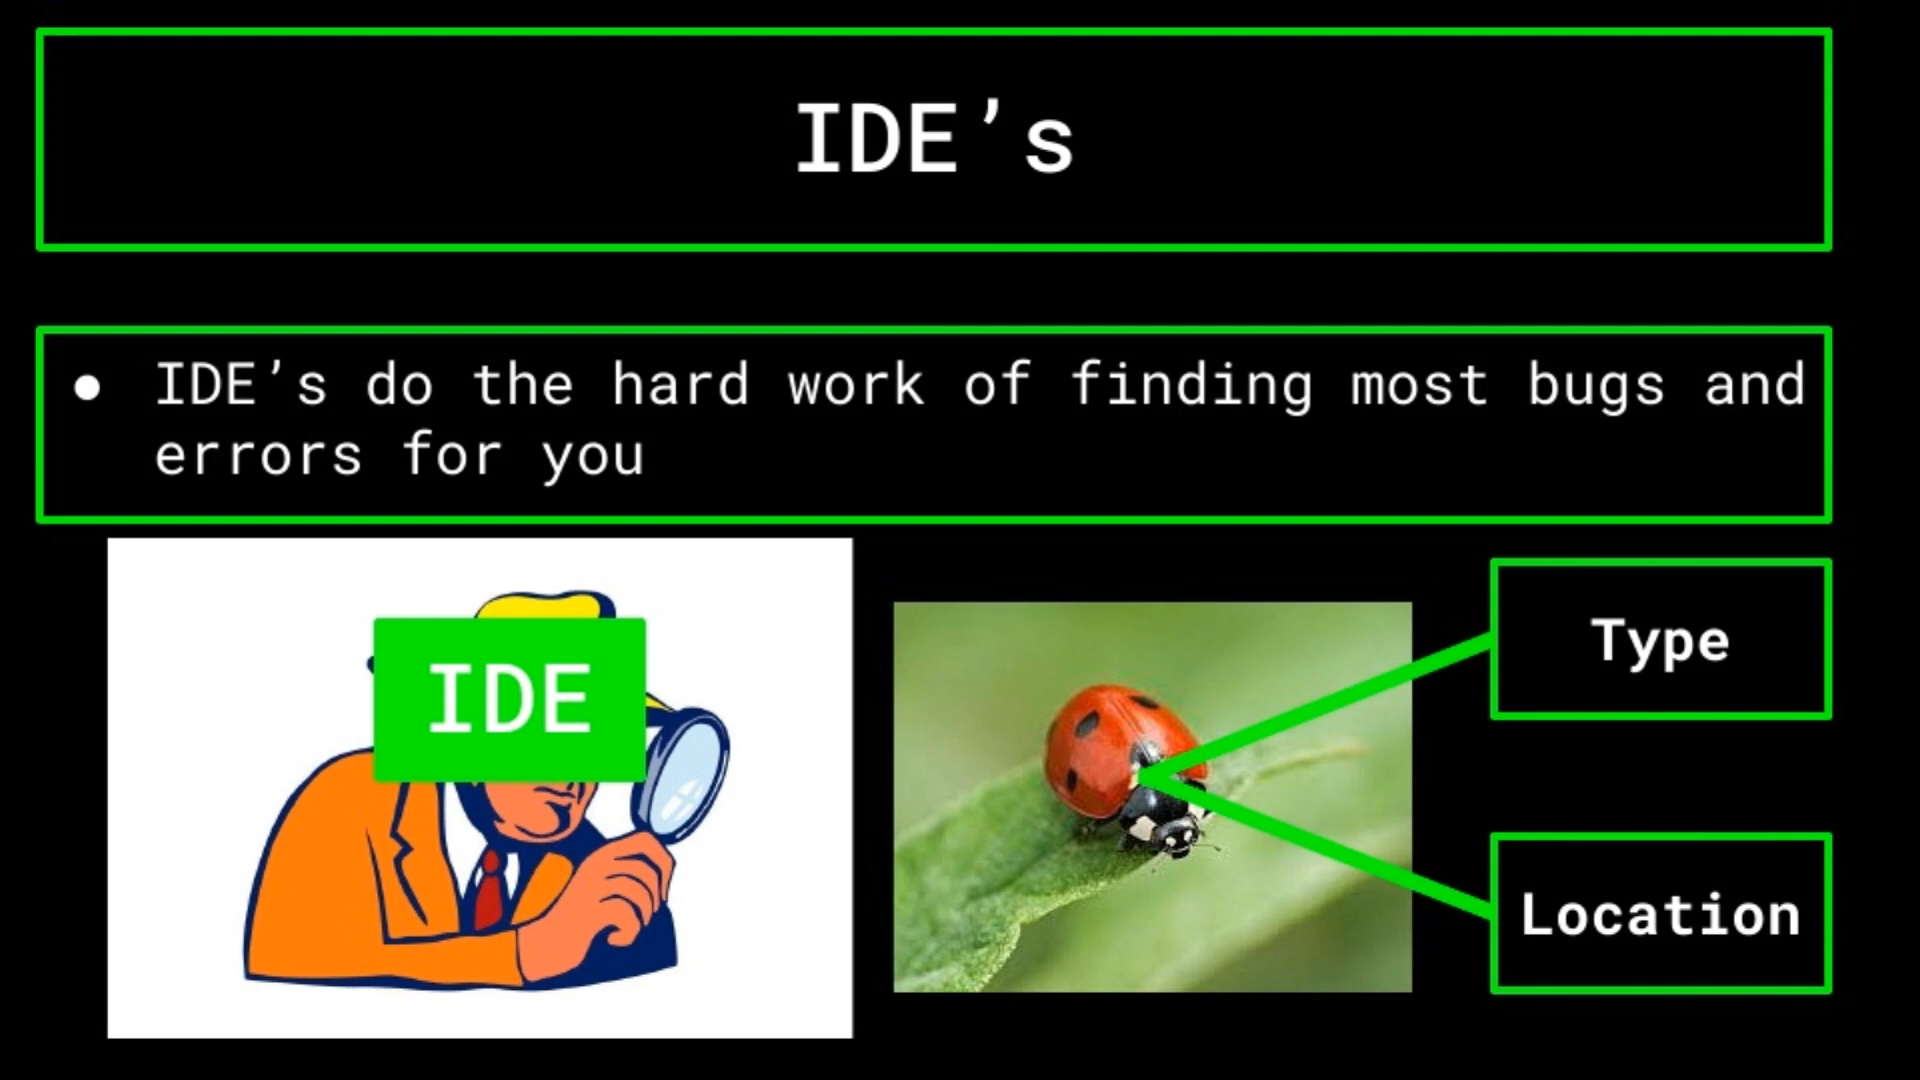 IDE’s
● IDE’s do the hard work of finding most bugs and
errors for you
IDE
Type
Location